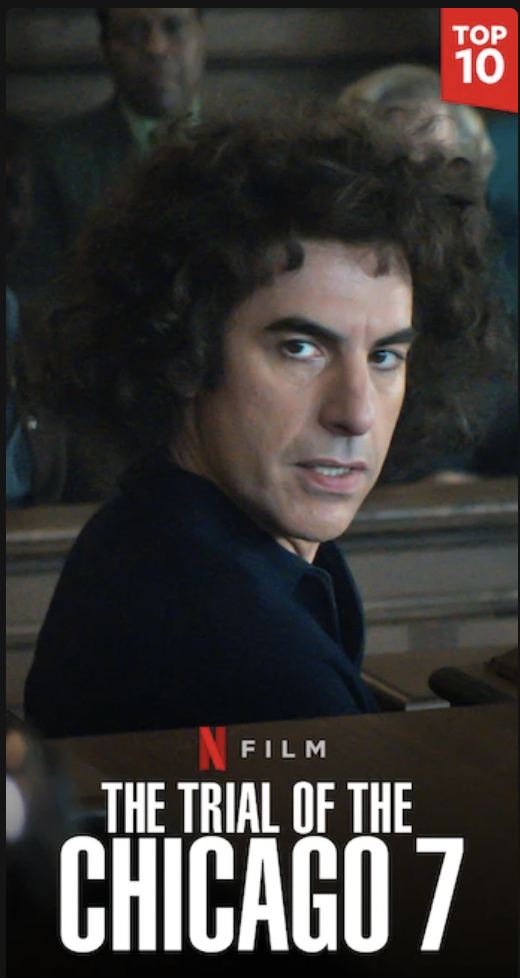 TOP
10
N FILM
THE TRIAL OF THE
CHICAGO 7